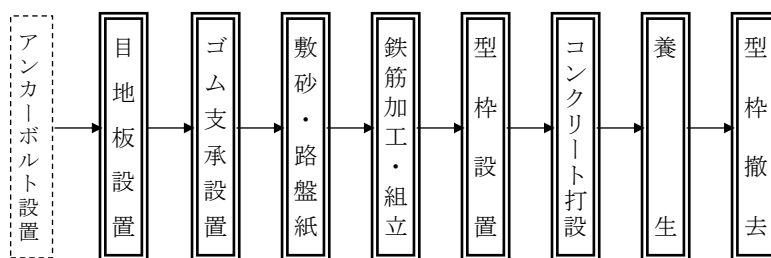 アンカーボルト設置
目地板設置
ゴム支承設置
敷砂・路盤紙
鉄筋加工・組立
型枠設置
コンクリート打設
養生
型枠撤去